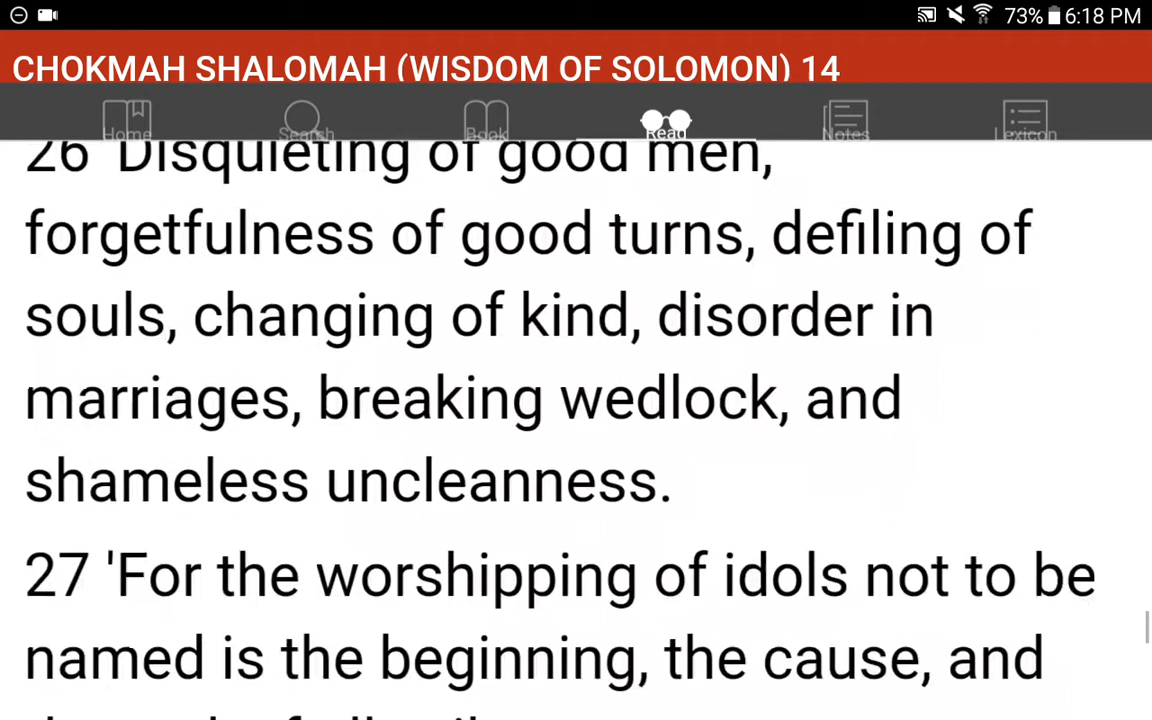 73% 6:18 PM
CHOKMAH SHALOMAH (WISDOM OF SOLOMON) 14
Home Search Book Read Notes Lexicon
26 'Disquieting of good men,
forgetfulness of good turns, defiling of
souls, changing of kind, disorder in
marriages, breaking wedlock, and
shameless uncleanness.
27 'For the worshipping of idols not to be
named is the beginning, the cause, and